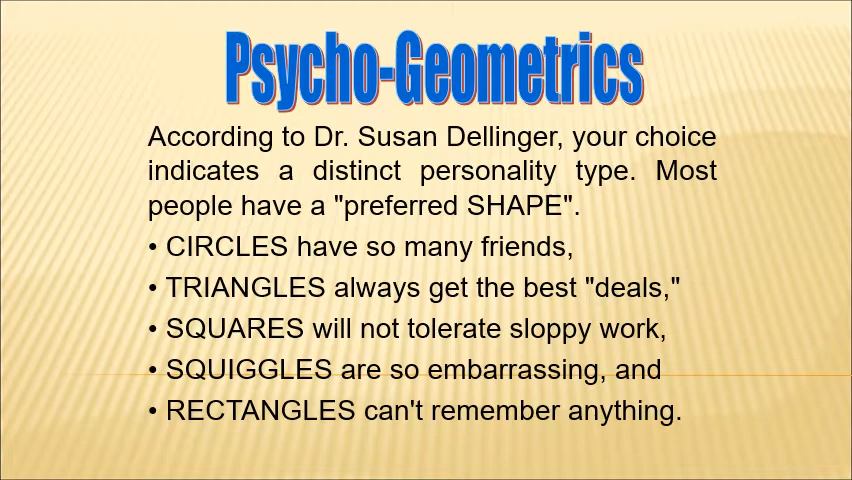 Psycho-Geometrics
According to Dr. Susan Dellinger, your choice
indicates a distinct personality type. Most
people have a "preferred SHAPE".
• CIRCLES have so many friends,
• TRIANGLES always get the best "deals,"
• SQUARES will not tolerate sloppy work,
• SQUIGGLES are so embarrassing, and
• RECTANGLES can't remember anything.